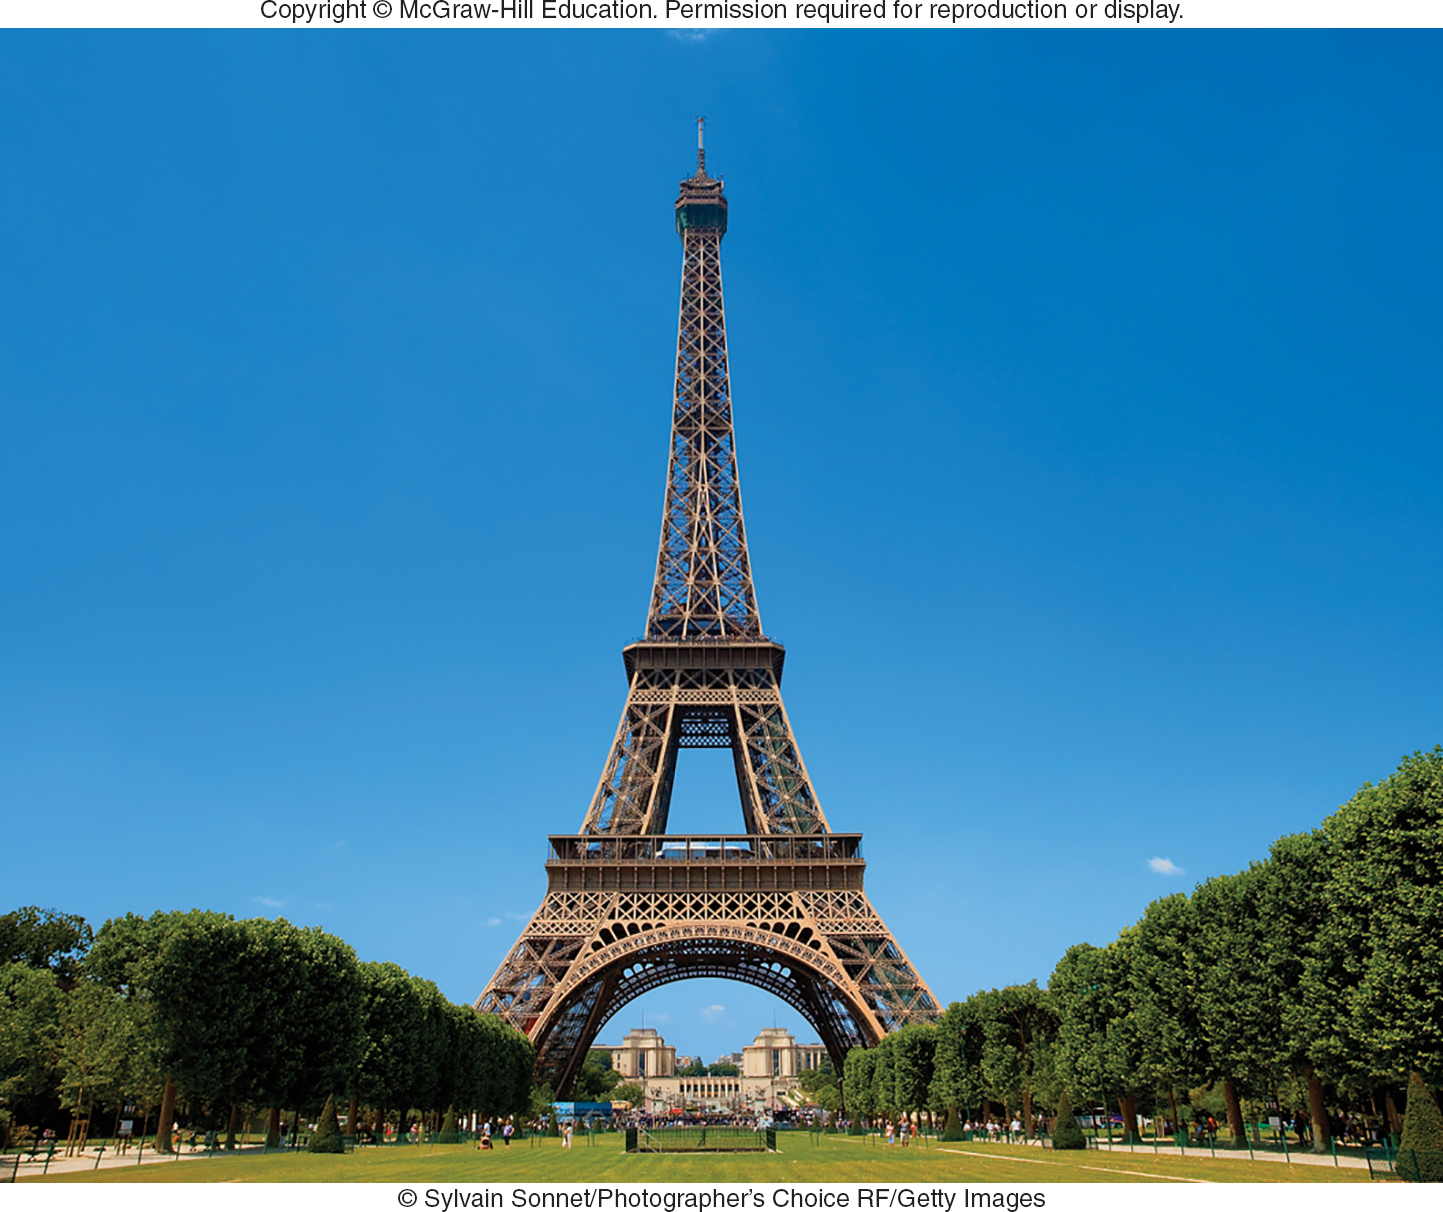 Copyright © McGraw-Hill Education. Permission required for reproduction or display.
© Sylvain Sonnet/Photographer’s Choice RF/Getty Images